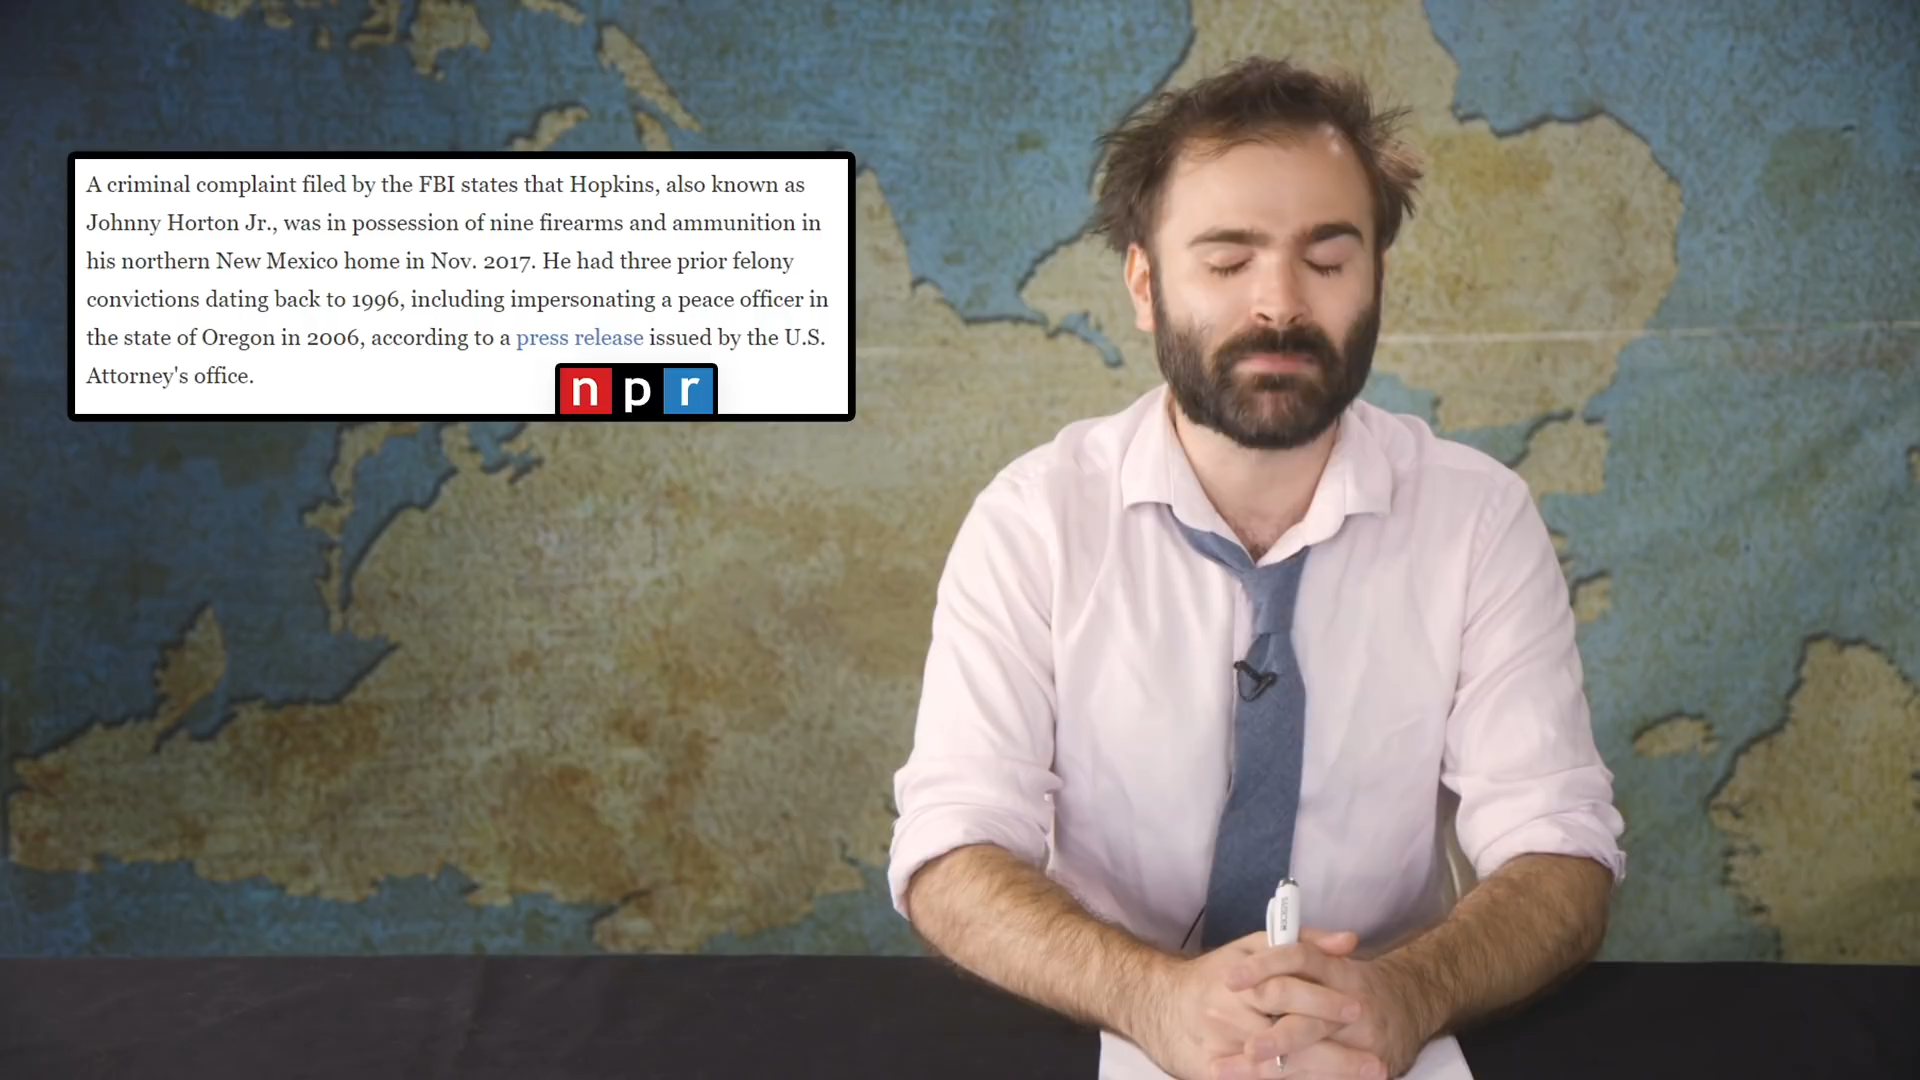 A criminal complaint filed by the FBI states that Hopkins, also known as
Johnny Horton Jr., was in possession of nine firearms and ammunition in
his northern New Mexico home in Nov. 2017. He had three prior felony
convictions dating back to 1996, including impersonating a peace officer in
the state of Oregon in 2006, according to a press release issued by the U.S.
Attorney's office.
npr